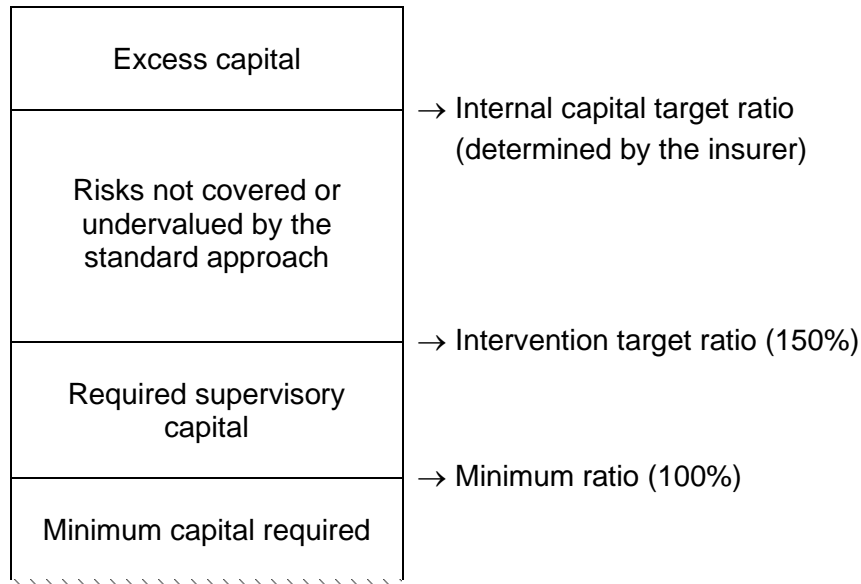 Excess capital
→ Internal capital target ratio
(determined by the insurer)
Risks not covered or
undervalued by the
standard approach
→ Intervention target ratio (150%)
Required supervisory
capital
→ Minimum ratio (100%)
Minimum capital required